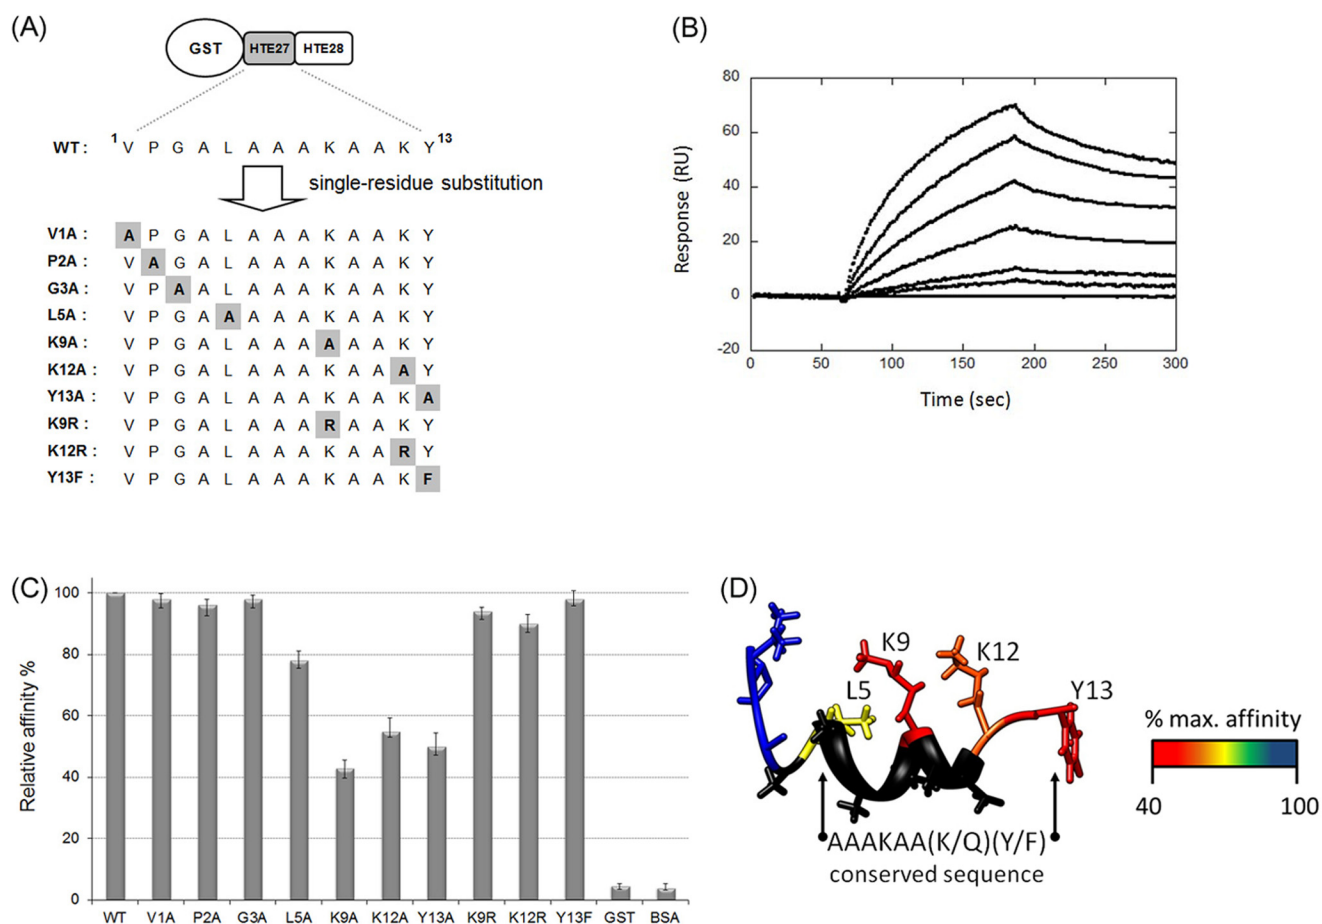 (A)
GST HTE27 HTE28
1 13
WT : V P G A L A A A K A A K Y
single-residue substitution
V1A : A P G A L A A A K A A K Y
P2A : V A G A L A A A K A A K Y
G3A : V P A A L A A A K A A K Y
L5A : V P G A A A A A K A A K Y
K9A : V P G A L A A A A A A K Y
K12A : V P G A L A A A K A A A Y
Y13A : V P G A L A A A K A A K A
K9R : V P G A L A A A R A A K Y
K12R : V P G A L A A A K A A R Y
Y13F : V P G A L A A A K A A K F
(B)
Response (RU)
80
60
40
20
0
-20
0 50 100 150 200 250 300
Time (sec)
(C)
Relative affinity %
100
80
60
40
20
0
WT V1A P2A G3A L5A K9A K12A Y13A K9R K12R Y13F GST BSA
(D)
K9
K12
L5
Y13
% max. affinity
40 100
AAAKAA(K/Q)(Y/F)
conserved sequence